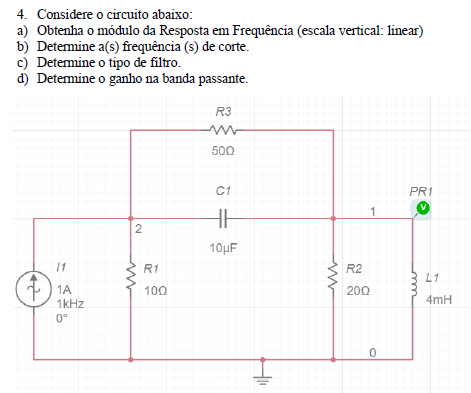 4. Considere o circuito abaixo:
a) Obtenha o módulo da Resposta em Frequência (escala vertical: linear)
b) Determine a(s) frequência (s) de corte.
c) Determine o tipo de filtro.
d) Determine o ganho na banda passante.
R3
50Ω
C1
10µF
PR1
V
1
2
I1
1A
1kHz
0°
R1
10Ω
R2
20Ω
L1
4mH
0